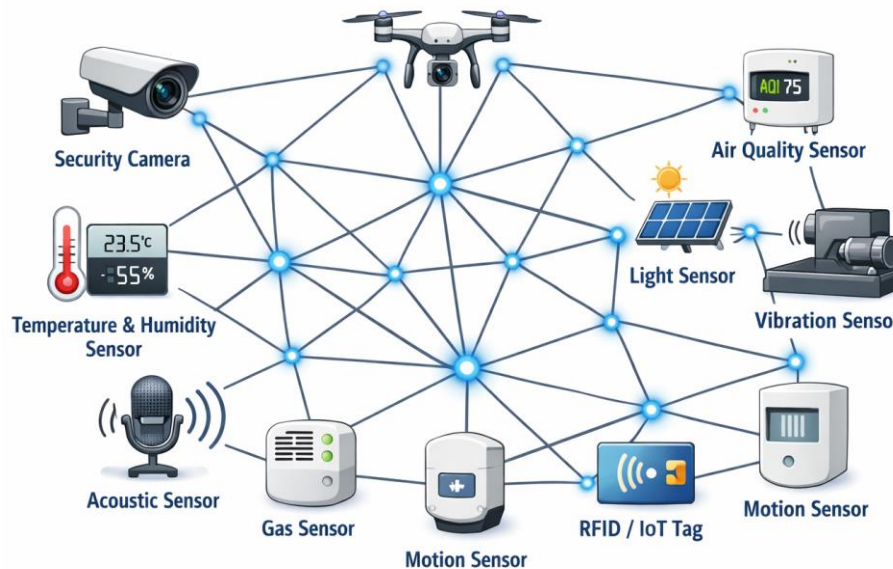 AQI 75
Security Camera
Air Quality Sensor
23.5°c
55%
Light Sensor
Temperature & Humidity
Sensor
Vibration Senso
Acoustic Sensor
Gas Sensor
Motion Sensor
RFID / IoT Tag
Motion Sensor